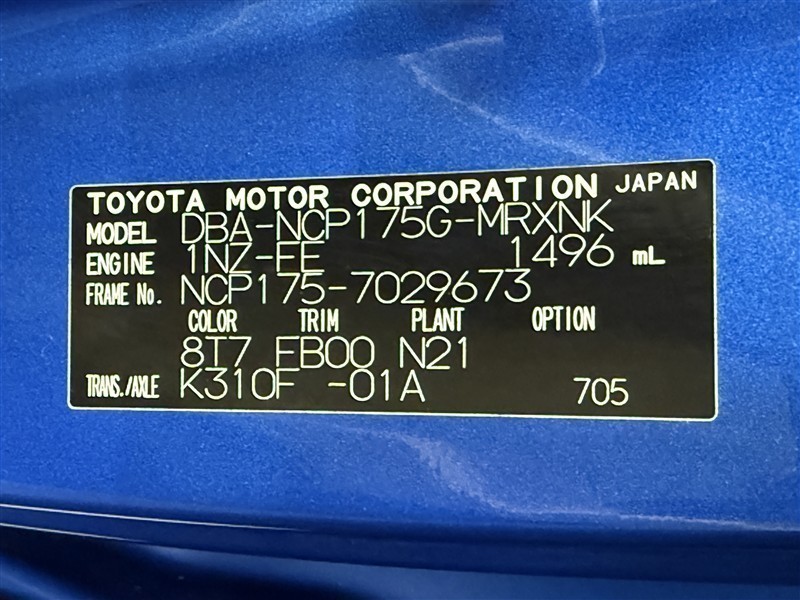 TOYOTA MOTOR CORPORATION JAPAN
MODEL DBA-NCP175G-MRXNK
ENGINE 1NZ-FE 1496 mL
FRAME No. NCP175-7029673
COLOR TRIM PLANT OPTION
8T7 FB00 N21
TRANS./AXLE K310F -01A 705